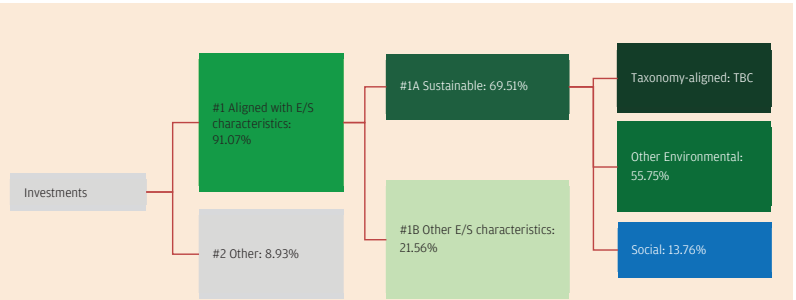 Investments
#1 Aligned with E/S
characteristics:
91.07%
#2 Other: 8.93%
#1A Sustainable: 69.51%
#1B Other E/S characteristics:
21.56%
Taxonomy-aligned: TBC
Other Environmental:
55.75%
Social: 13.76%